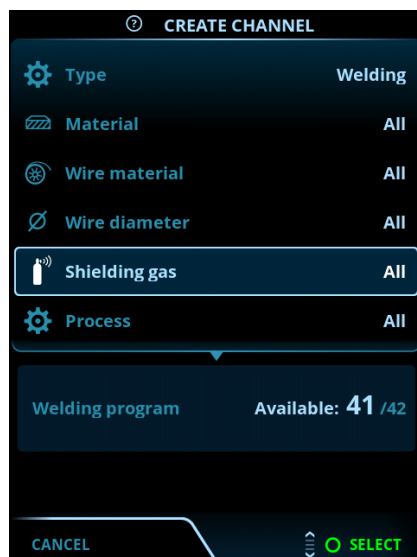 ? CREATE CHANNEL
Type Welding
Material All
Wire material All
Wire diameter All
Shielding gas All
Process All
Welding program Available: 41 /42
CANCEL SELECT